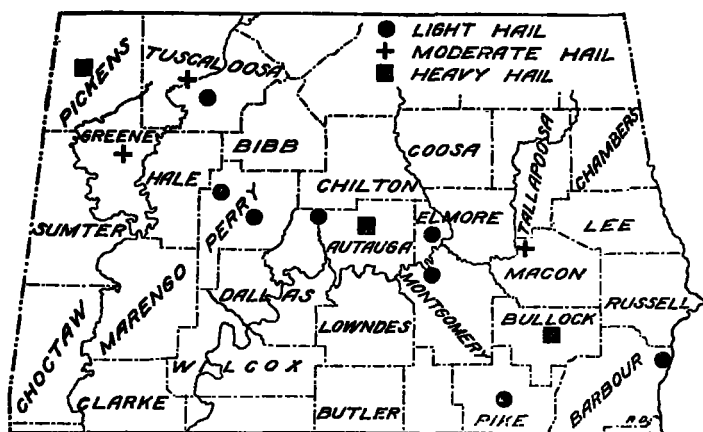 LIGHT HAIL
MODERATE HAIL
HEAVY HAIL
PICKENS
TUSCALOOSA
GREENE
BIBB
COOSA
TALLAPOOSA
CHAMBERS
HALE
PERRY
CHILTON
ELMORE
LEE
SUMTER
AUTAUGA
MACON
CHOCTAW
MARENGO
DALLAS
LOWNDES
MONTGOMERY
BULLOCK
RUSSELL
WILCOX
BARBOUR
CLARKE
BUTLER
PIKE